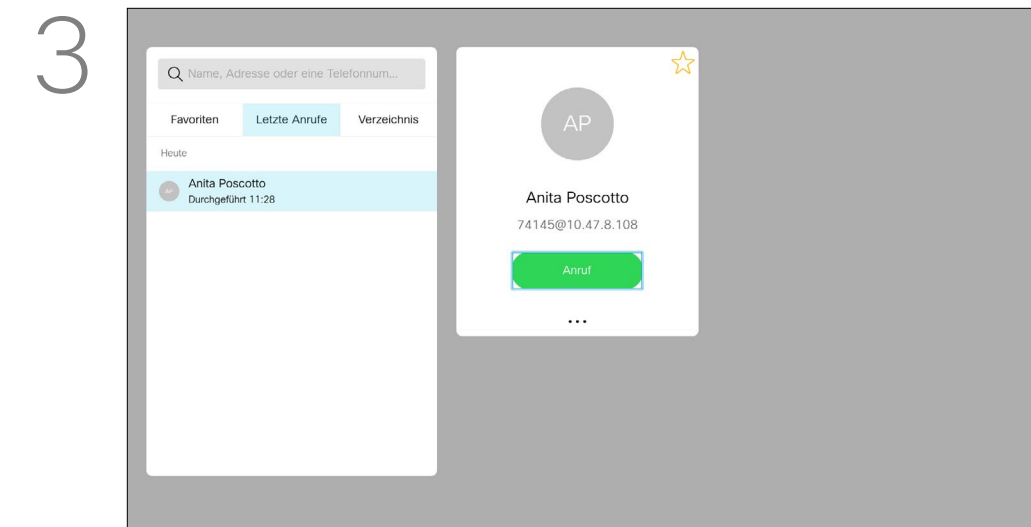 3
Name, Adresse oder eine Telefonnum...
Favoriten Letzte Anrufe Verzeichnis
Heute
AP
Anita Poscotto
Durchgeführt 11:28
AP
Anita Poscotto
74145@10.47.8.108
Anruf
...